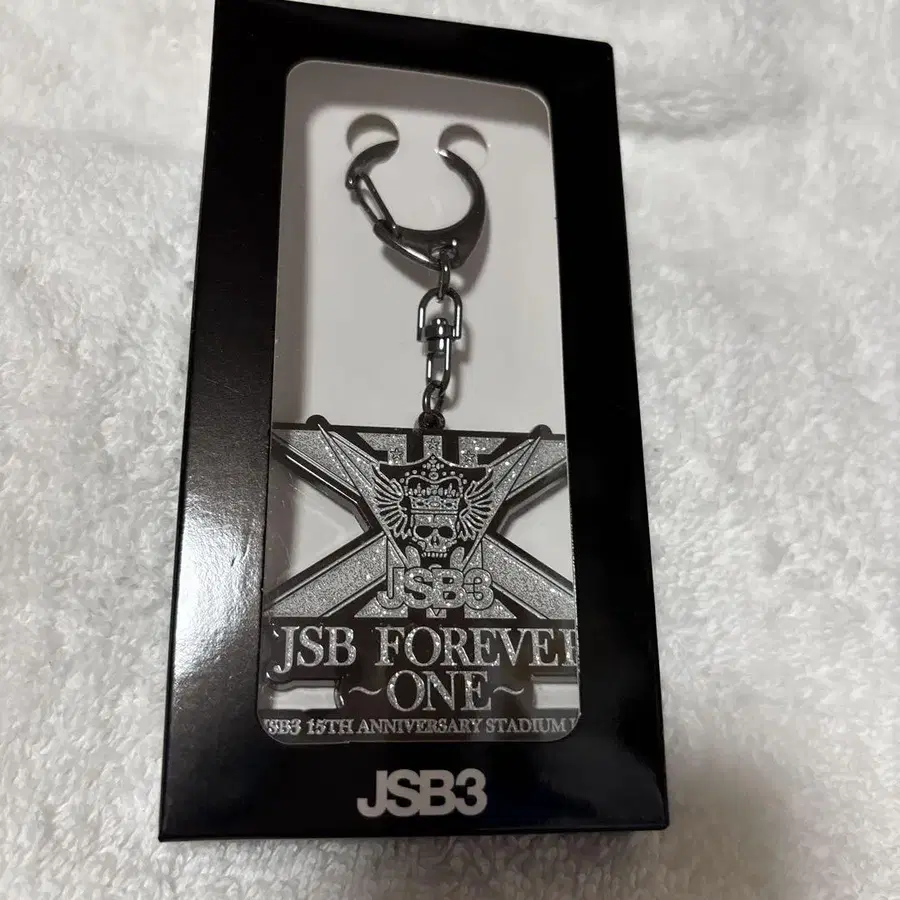 JSB3
JSB FOREVER
~ONE~
JSB3 15TH ANNIVERSARY STADIUM
JSB3